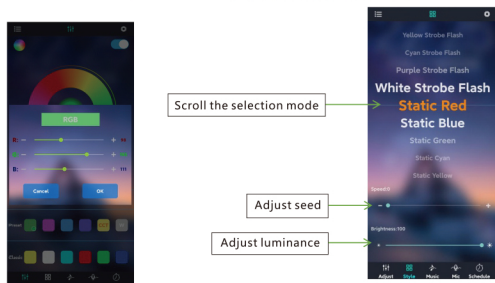 RGB
R:
G:
B:
Cancel
OK
Classic
Scroll the selection mode
Adjust seed
Adjust luminance
Yellow Strobe Flash
Cyan Strobe Flash
Purple Strobe Flash
White Strobe Flash
Static Red
Static Blue
Static Green
Static Cyan
Static Yellow
Speed:0
Brightness:100
Adjust Style Music Mic Schedule